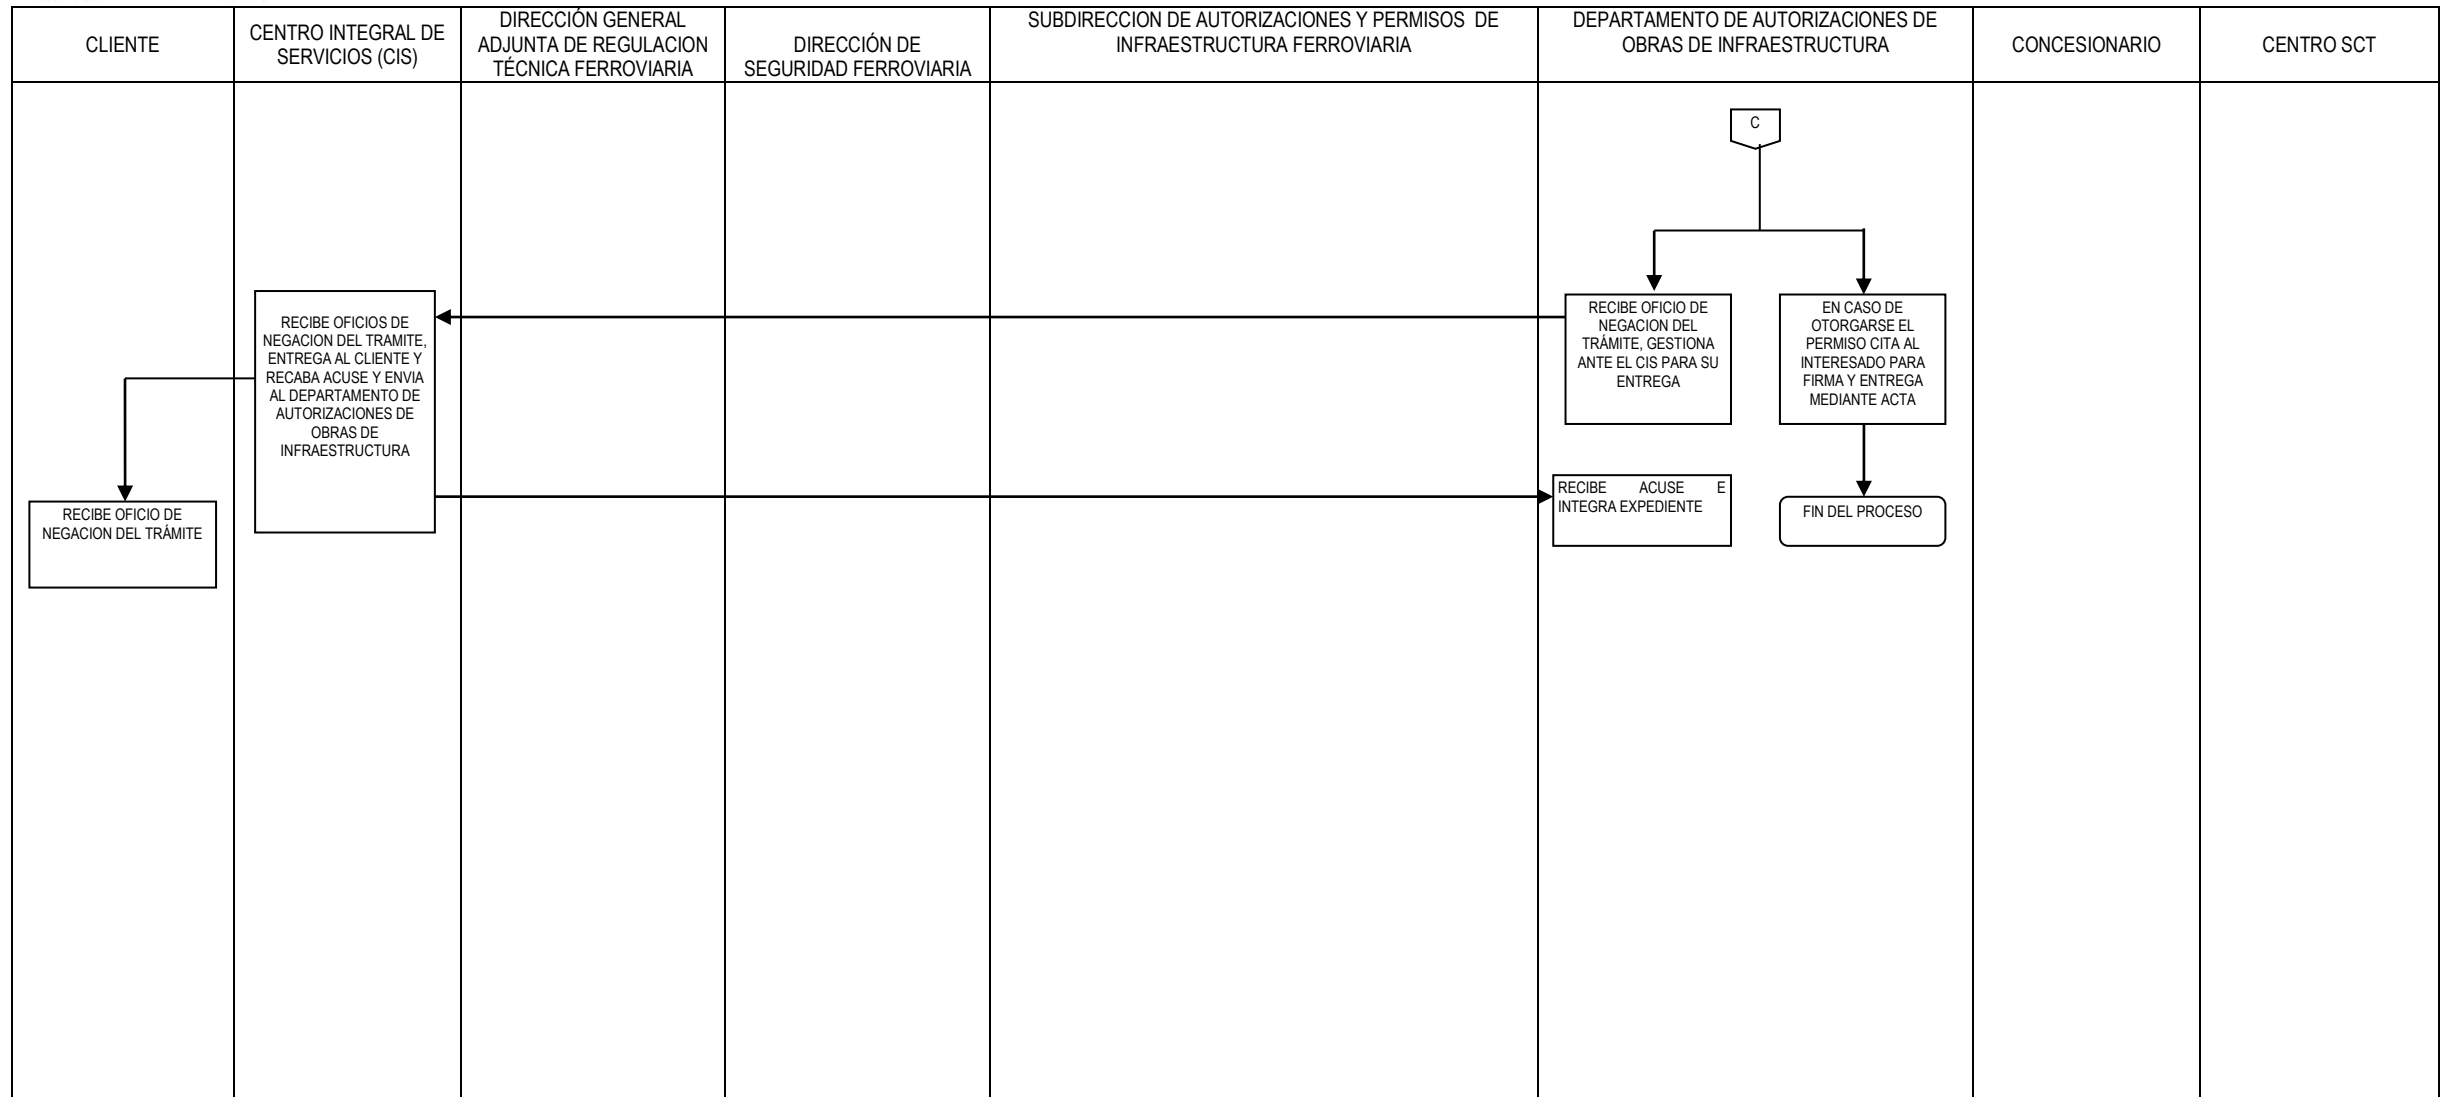 CLIENTE
CENTRO INTEGRAL DE
SERVICIOS (CIS)
DIRECCIÓN GENERAL
ADJUNTA DE REGULACION
TÉCNICA FERROVIARIA
DIRECCIÓN DE
SEGURIDAD FERROVIARIA
SUBDIRECCION DE AUTORIZACIONES Y PERMISOS DE
INFRAESTRUCTURA FERROVIARIA
DEPARTAMENTO DE AUTORIZACIONES DE
OBRAS DE INFRAESTRUCTURA
CONCESIONARIO
CENTRO SCT
C
RECIBE OFICIO DE
NEGACION DEL
TRÁMITE, GESTIONA
ANTE EL CIS PARA SU
ENTREGA
EN CASO DE
OTORGARSE EL
PERMISO CITA AL
INTERESADO PARA
FIRMA Y ENTREGA
MEDIANTE ACTA
RECIBE OFICIOS DE
NEGACION DEL TRAMITE,
ENTREGA AL CLIENTE Y
RECABA ACUSE Y ENVIA
AL DEPARTAMENTO DE
AUTORIZACIONES DE
OBRAS DE
INFRAESTRUCTURA
RECIBE OFICIO DE
NEGACION DEL TRÁMITE
RECIBE ACUSE E
INTEGRA EXPEDIENTE
FIN DEL PROCESO